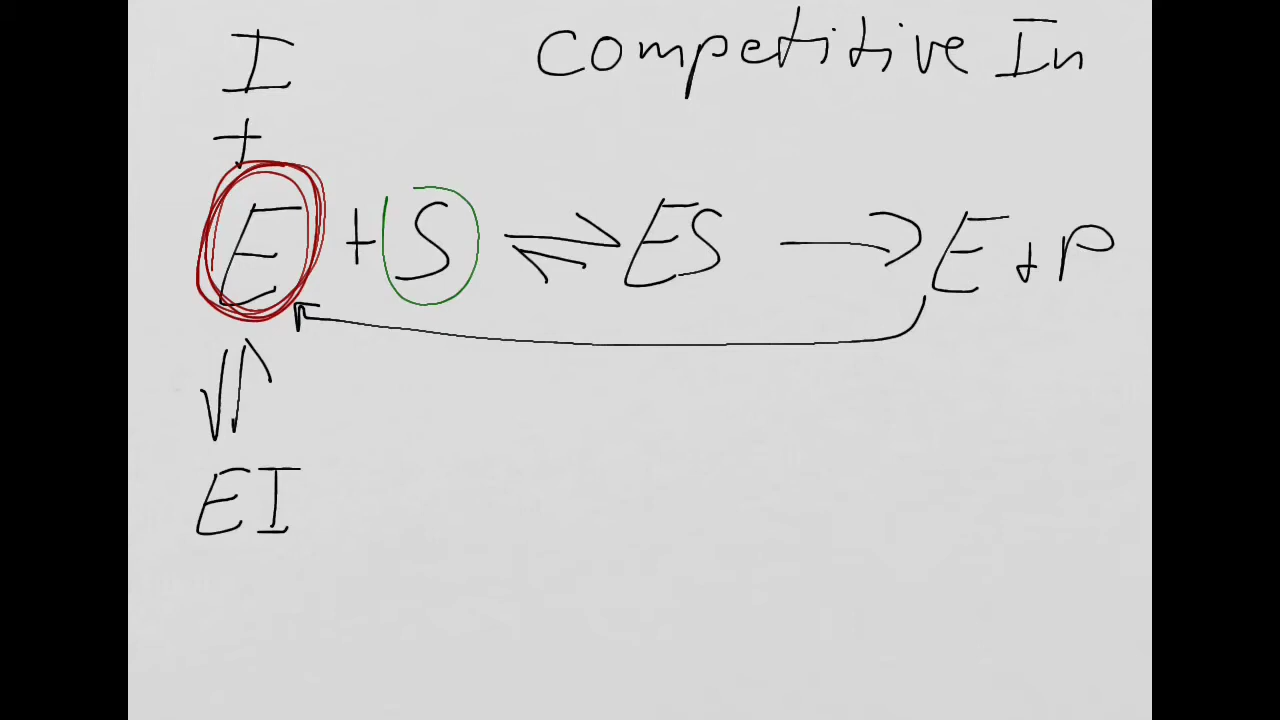 I
Competitive In
+
E + S ⇌ ES → E + P
⇌
EI